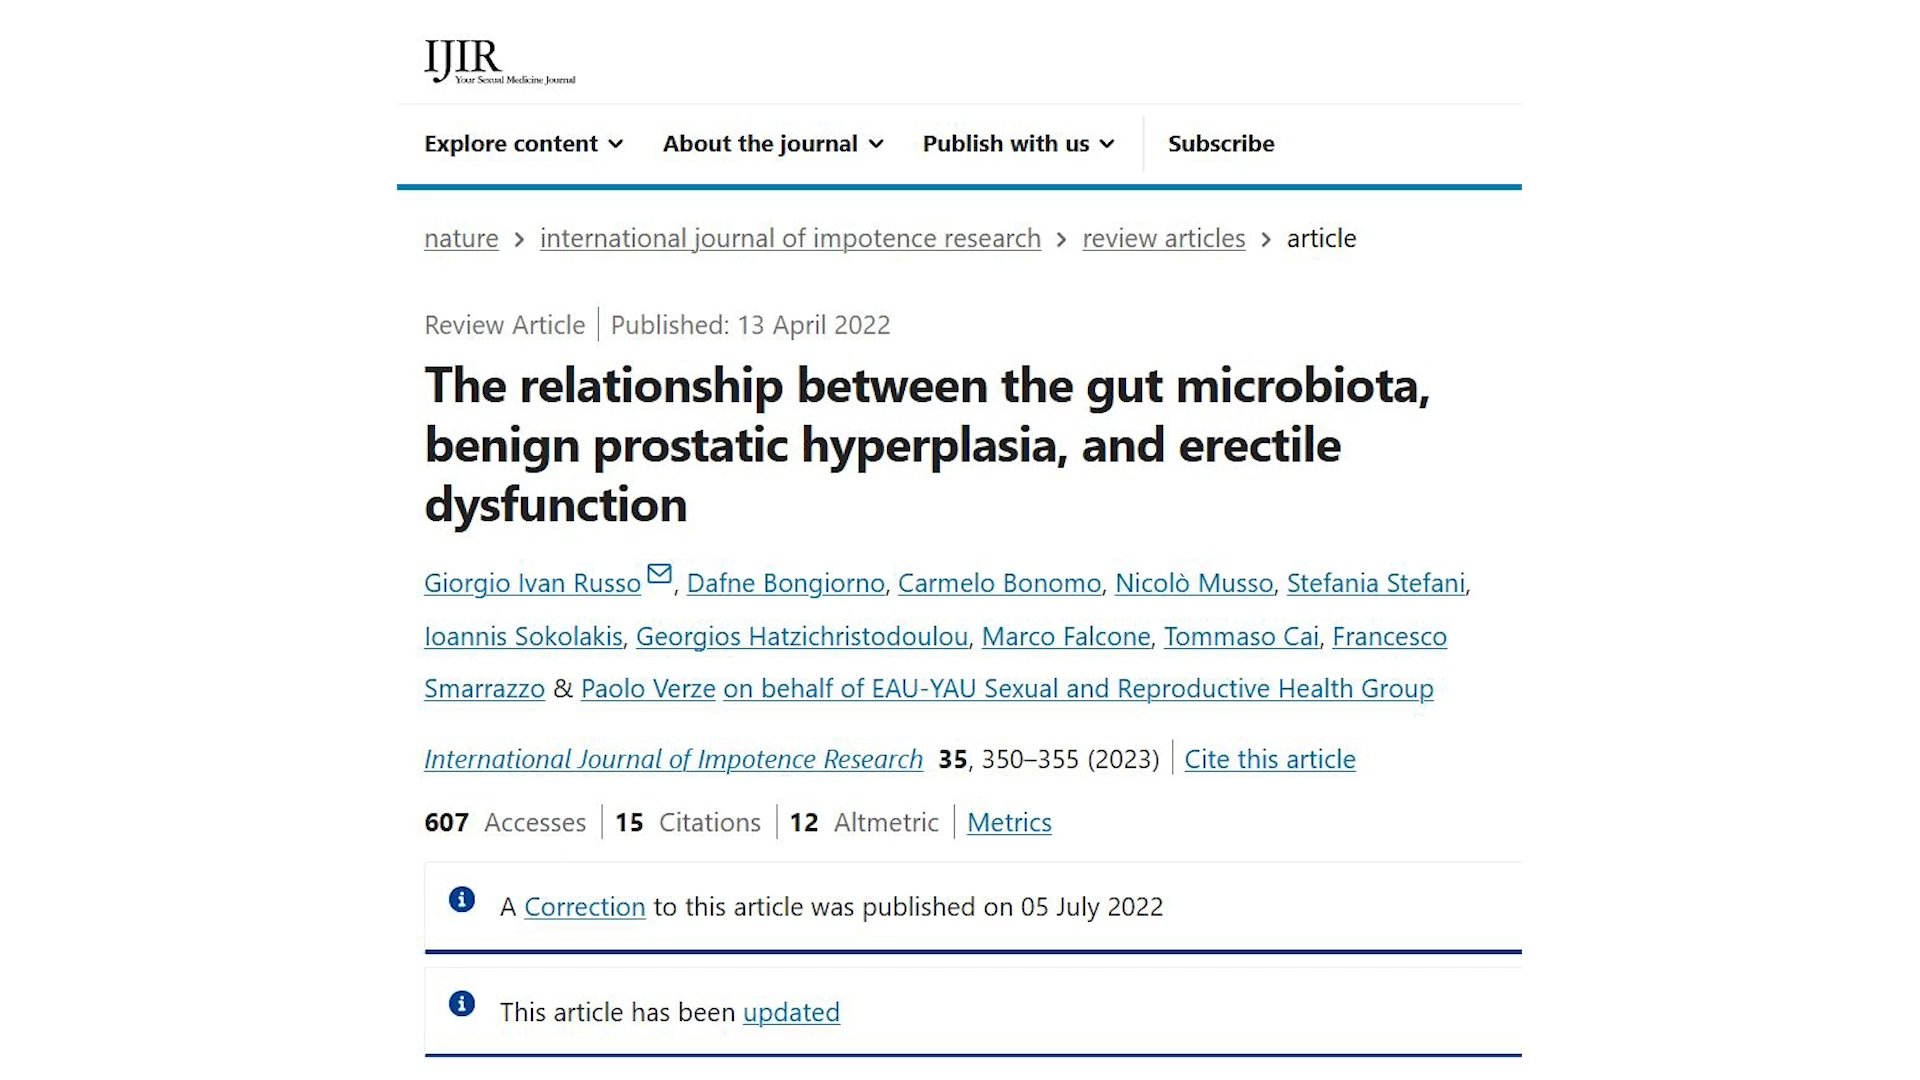 IJIR
Your Sexual Medicine Journal
Explore content About the journal Publish with us Subscribe
nature > international journal of impotence research > review articles > article
Review Article | Published: 13 April 2022
The relationship between the gut microbiota,
benign prostatic hyperplasia, and erectile
dysfunction
Giorgio Ivan Russo, Dafne Bongiorno, Carmelo Bonomo, Nicolò Musso, Stefania Stefani,
Ioannis Sokolakis, Georgios Hatzichristodoulou, Marco Falcone, Tommaso Cai, Francesco
Smarrazzo & Paolo Verze on behalf of EAU-YAU Sexual and Reproductive Health Group
International Journal of Impotence Research 35, 350–355 (2023) | Cite this article
607 Accesses | 15 Citations | 12 Altmetric | Metrics
A Correction to this article was published on 05 July 2022
This article has been updated